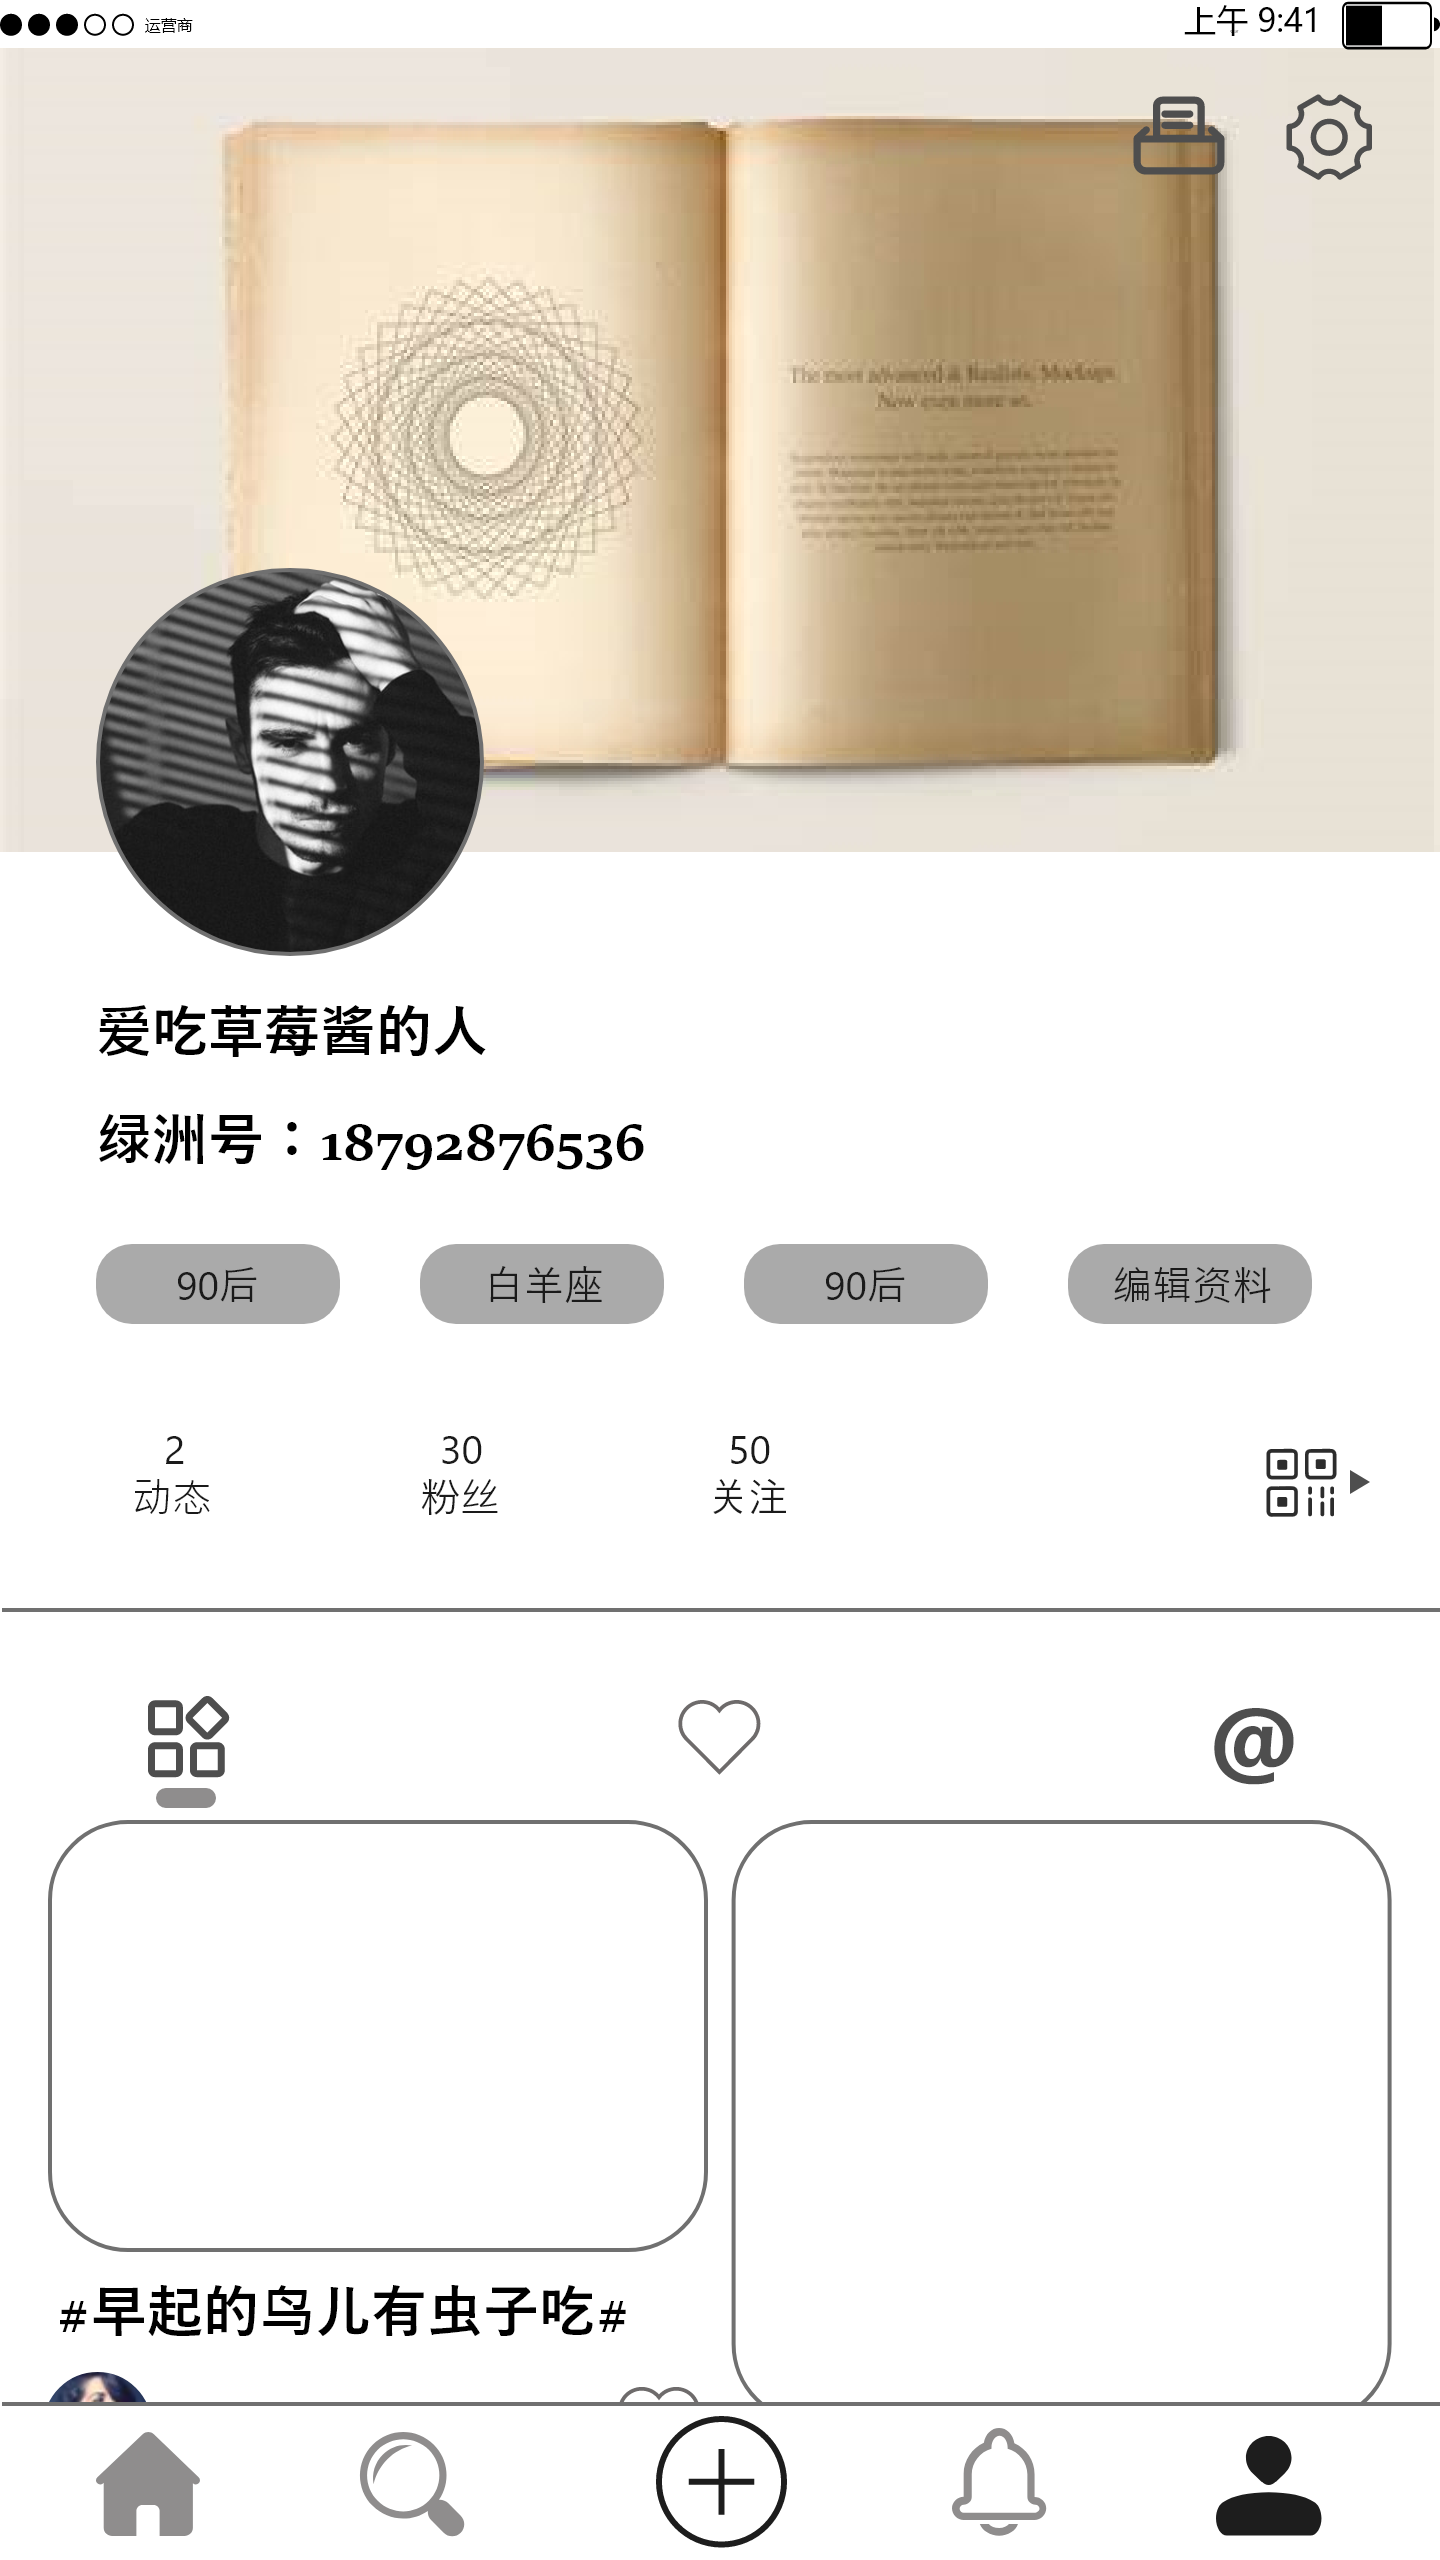 运营商
上午 9:41
The most advanced & Realistic Mockups
Now even more so.
爱吃草莓酱的人
绿洲号：18792876536
90后
白羊座
90后
编辑资料
2
动态
30
粉丝
50
关注
@
#早起的鸟儿有虫子吃#